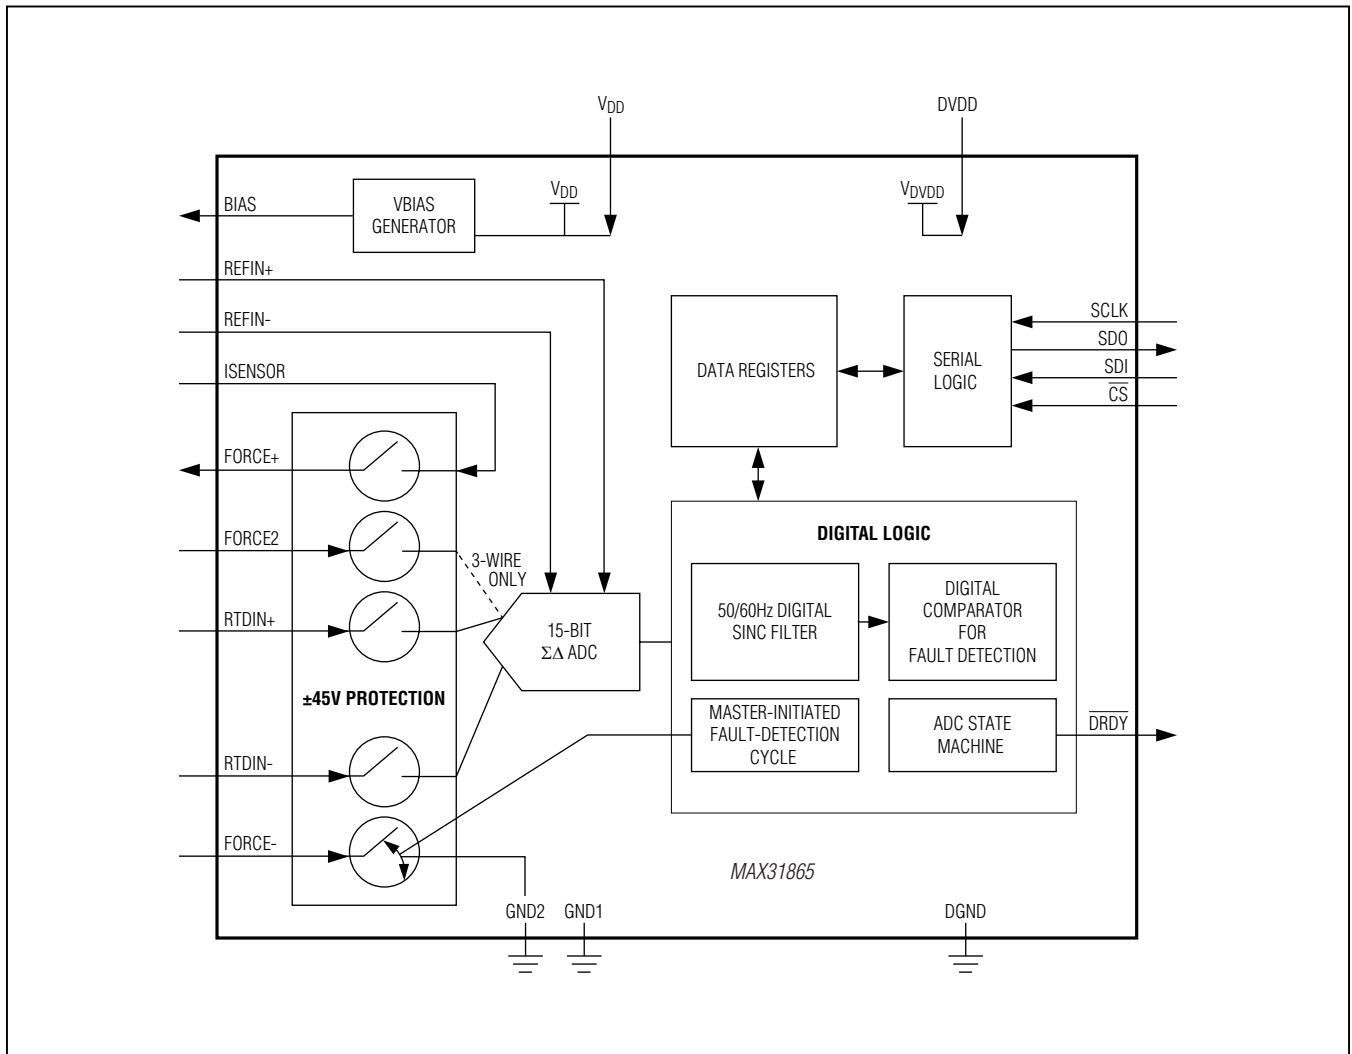 VDD
DVDD
BIAS
VBIAS
GENERATOR
VDD
VDVDD
REFIN+
REFIN-
ISENSOR
FORCE+
FORCE2
RTDIN+
RTDIN-
FORCE-
±45V PROTECTION
3-WIRE
ONLY
15-BIT
ΣΔ ADC
DATA REGISTERS
SERIAL
LOGIC
SCLK
SDO
SDI
C̅S̅
DIGITAL LOGIC
50/60Hz DIGITAL
SINC FILTER
DIGITAL
COMPARATOR
FOR
FAULT DETECTION
MASTER-INITIATED
FAULT-DETECTION
CYCLE
ADC STATE
MACHINE
D̅R̅D̅Y̅
MAX31865
GND2
GND1
DGND